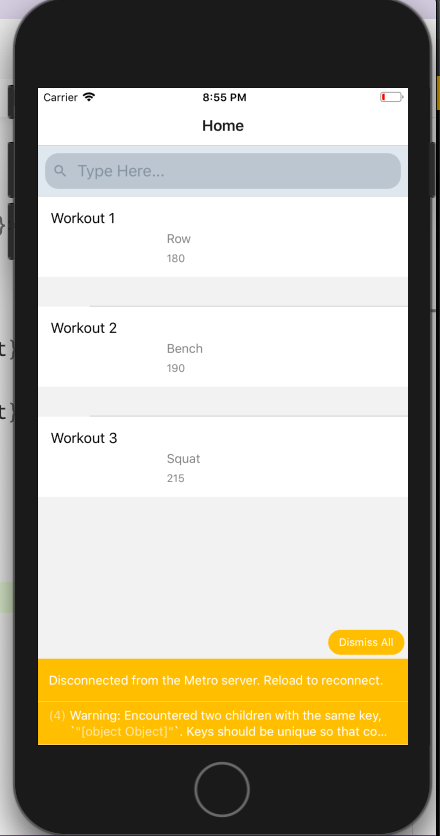 Carrier 8:55 PM
Home
Type Here...
Workout 1
Row
180
Workout 2
Bench
190
Workout 3
Squat
215
Dismiss All
Disconnected from the Metro server. Reload to reconnect.
(4) Warning: Encountered two children with the same key,
`"[object Object]"`. Keys should be unique so that co...
}
t}
t}